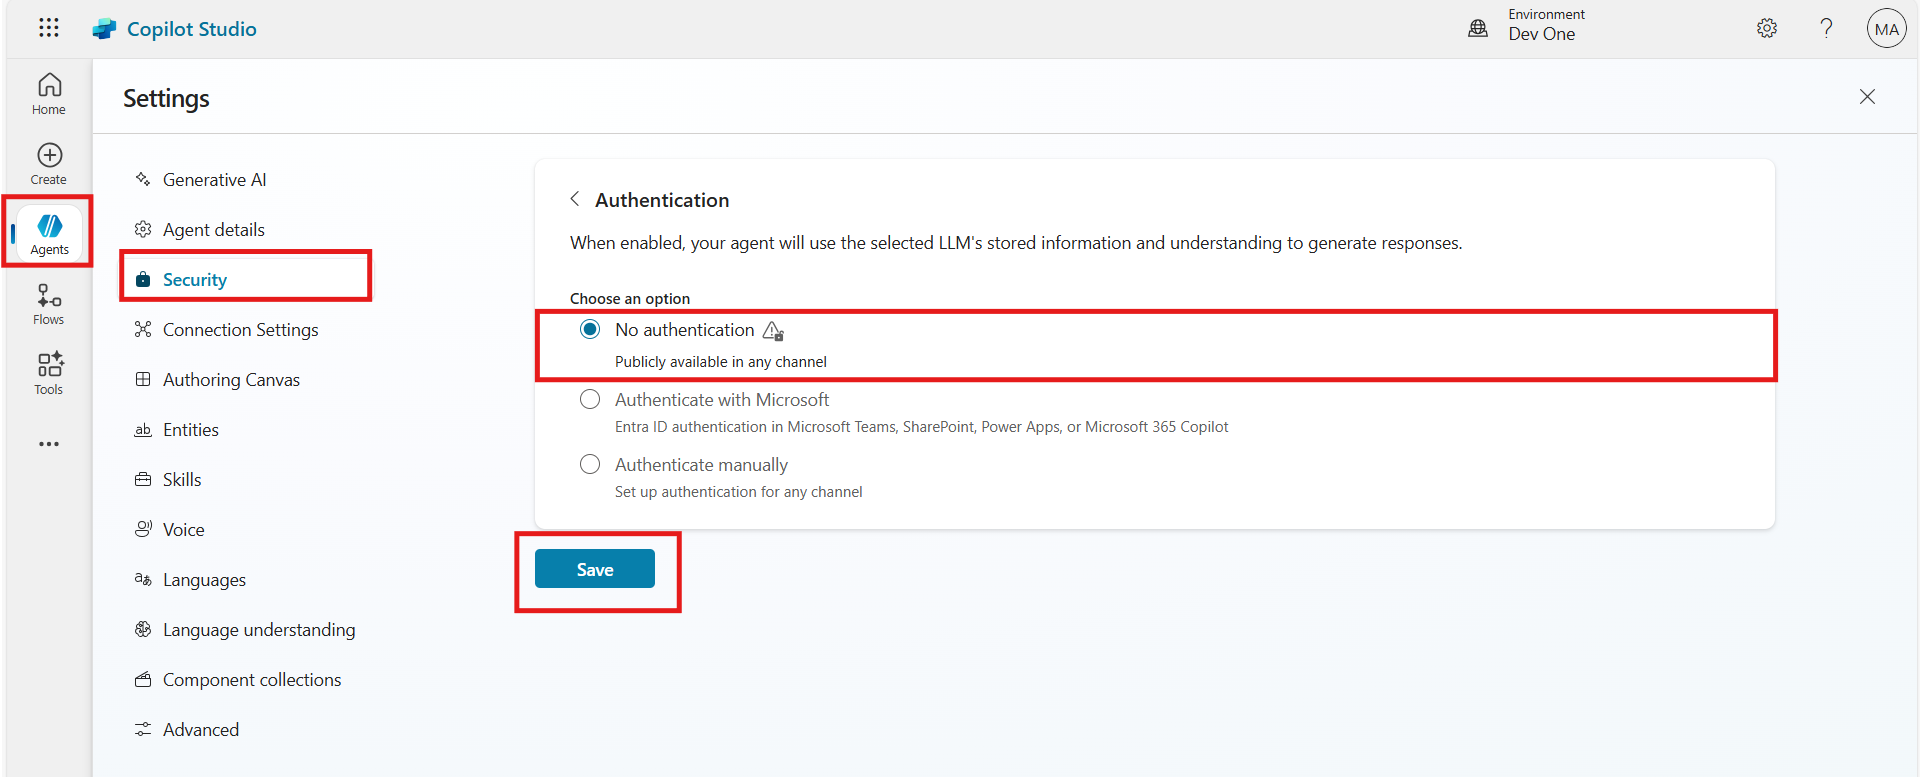 Copilot Studio
Environment
Dev One
MA
Home
Create
Agents
Flows
Tools
Settings
Generative AI
Agent details
Security
Connection Settings
Authoring Canvas
ab Entities
Skills
Voice
Languages
Language understanding
Component collections
Advanced
Authentication
When enabled, your agent will use the selected LLM's stored information and understanding to generate responses.
Choose an option
No authentication
Publicly available in any channel
Authenticate with Microsoft
Entra ID authentication in Microsoft Teams, SharePoint, Power Apps, or Microsoft 365 Copilot
Authenticate manually
Set up authentication for any channel
Save